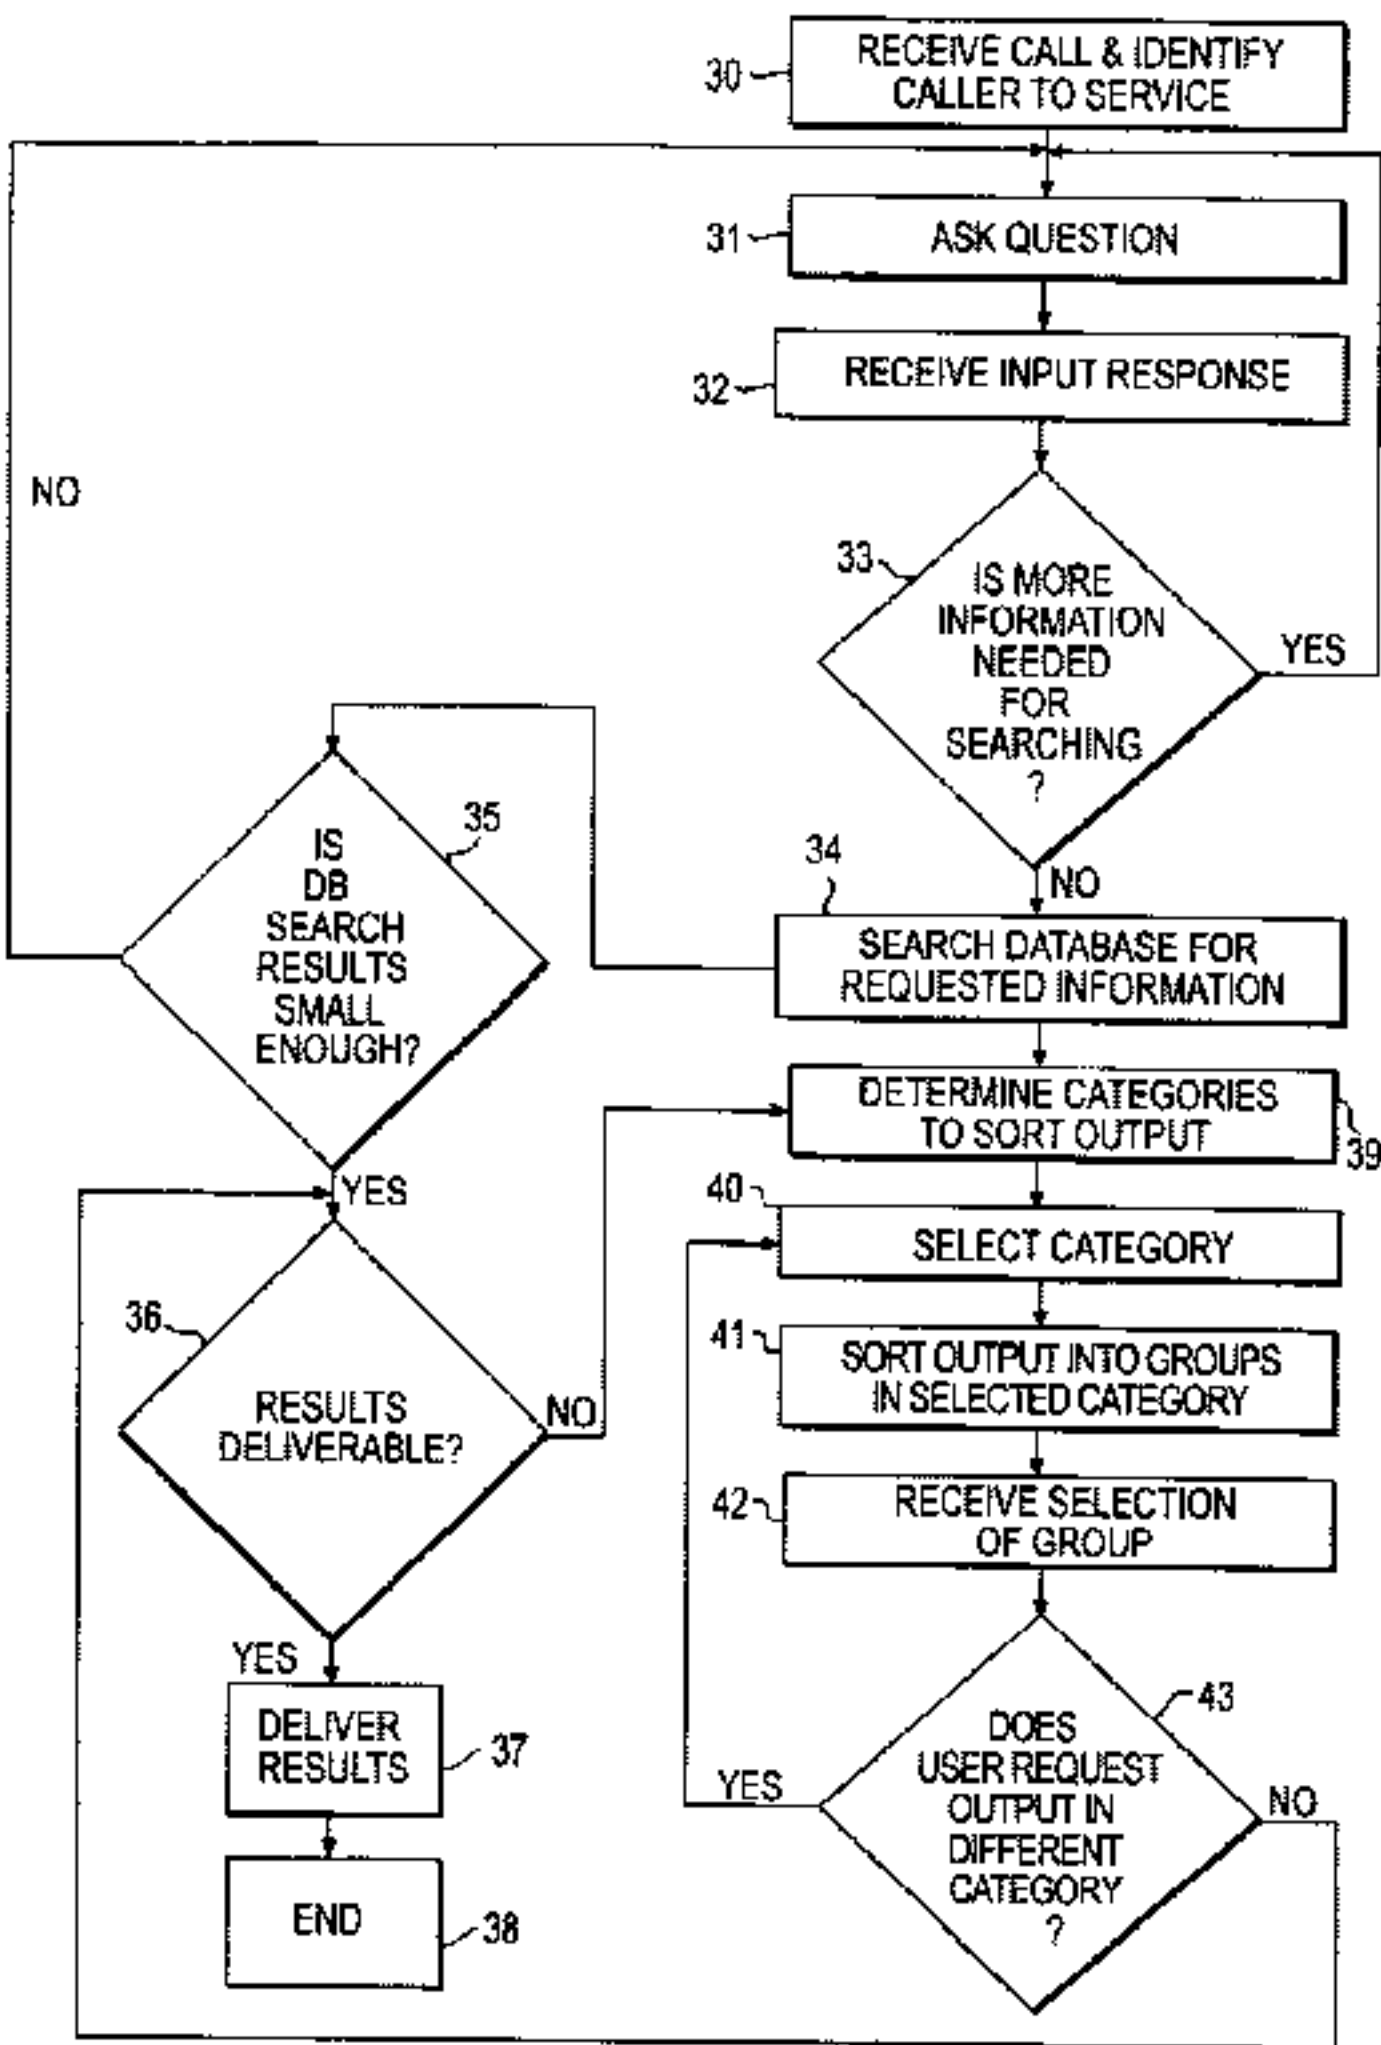 RECEIVE CALL & IDENTIFY
CALLER TO SERVICE
30
ASK QUESTION
31
RECEIVE INPUT RESPONSE
32
NO
33
IS MORE
INFORMATION
NEEDED
FOR
SEARCHING
?
YES
NO
34
SEARCH DATABASE FOR
REQUESTED INFORMATION
35
IS
DB
SEARCH
RESULTS
SMALL
ENOUGH?
YES
DETERMINE CATEGORIES
TO SORT OUTPUT
39
40
SELECT CATEGORY
36
RESULTS
DELIVERABLE?
NO
YES
41
SORT OUTPUT INTO GROUPS
IN SELECTED CATEGORY
42
RECEIVE SELECTION
OF GROUP
DELIVER
RESULTS
37
END
38
43
DOES
USER REQUEST
OUTPUT IN
DIFFERENT
CATEGORY
?
YES
NO